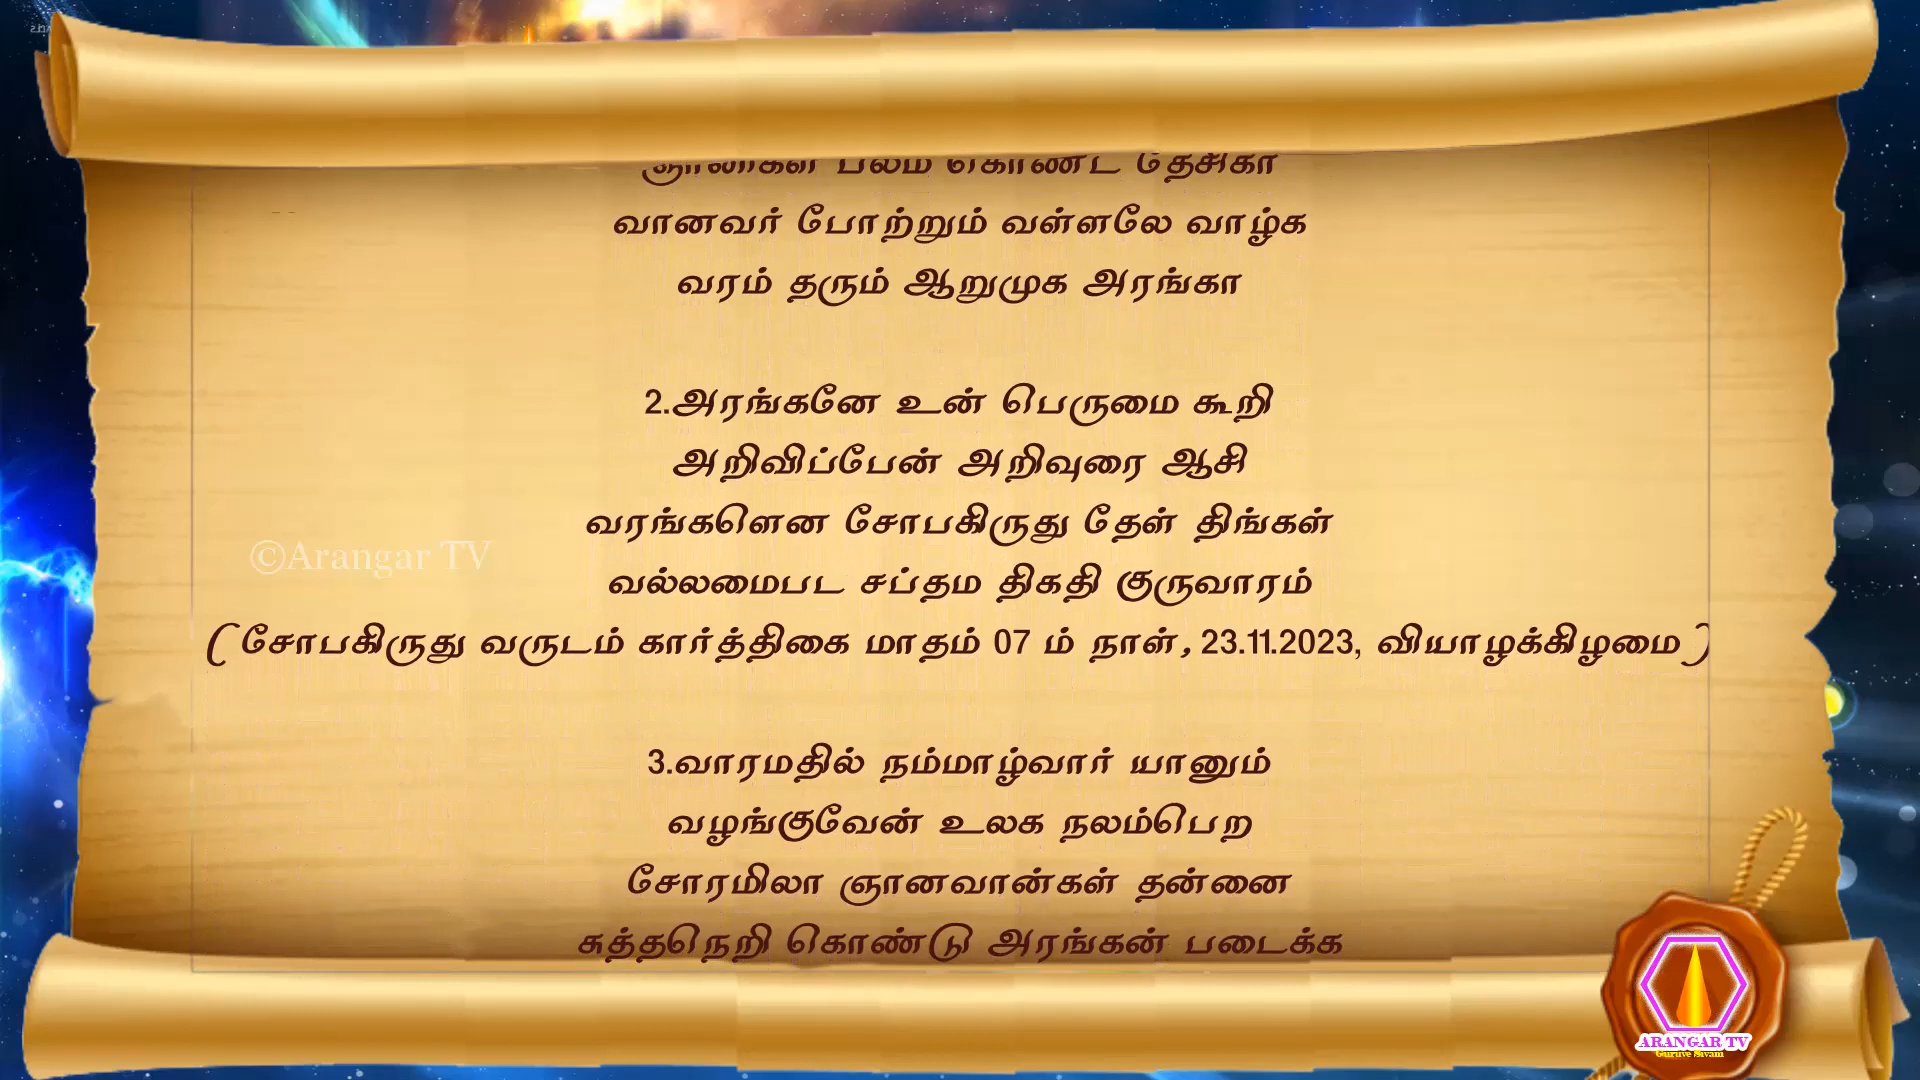 வானவர் போற்றும் வள்ளலே வாழ்க
வரம் தரும் ஆறுமுக அரங்கா
2.அரங்கனே உன் பெருமை கூறி
அறிவிப்பேன் அறிவுரை ஆசி
வரங்களென சோபகிருது தேள் திங்கள்
வல்லமைபட சப்தம திகதி குருவாரம்
( சோபகிருது வருடம் கார்த்திகை மாதம் 07 ம் நாள், 23.11.2023, வியாழக்கிழமை )
©Arangar TV
3.வாரமதில் நம்மாழ்வார் யானும்
வழங்குவேன் உலக நலம்பெற
சோரமிலா ஞானவான்கள் தன்னை
சுத்தநெறி கொண்டு அரங்கன் படைக்க
ARANGAR TV
Guruve Sivam